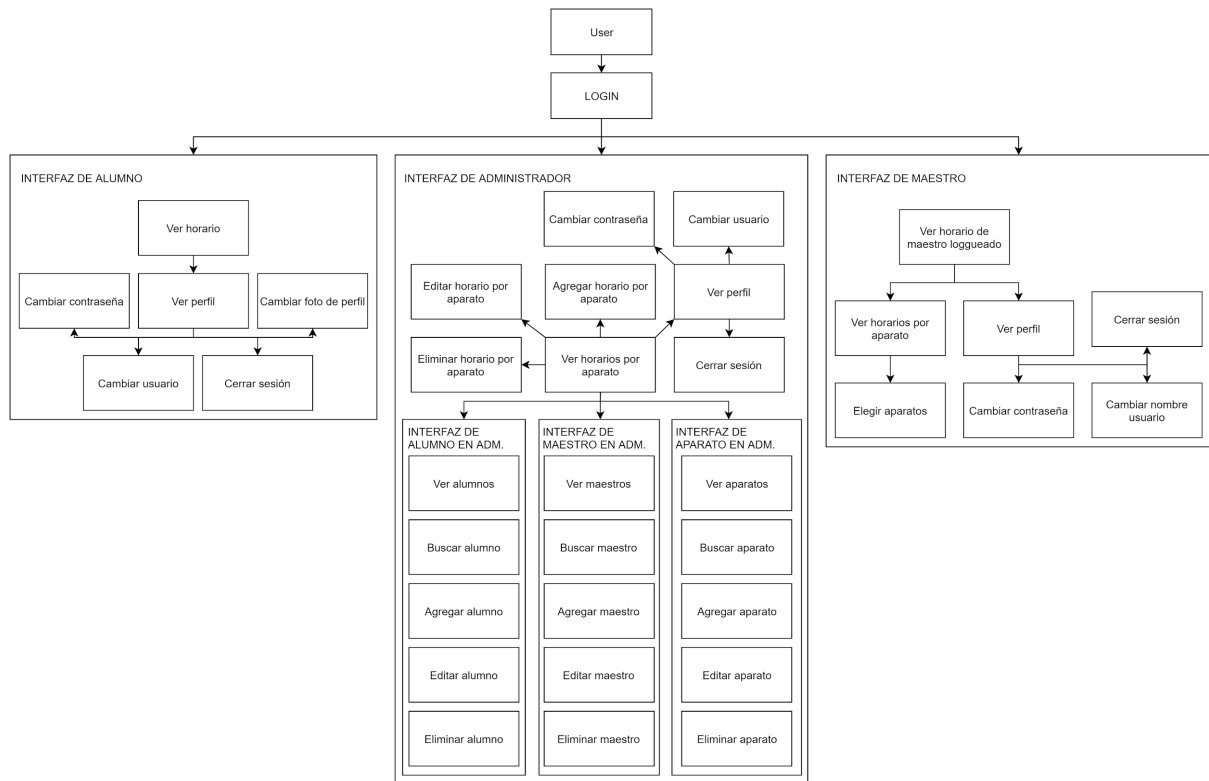 User
LOGIN
INTERFAZ DE ALUMNO
Ver horario
Cambiar contraseña
Ver perfil
Cambiar foto de perfil
Cambiar usuario
Cerrar sesión
INTERFAZ DE ADMINISTRADOR
Cambiar contraseña
Cambiar usuario
Editar horario por
aparato
Agregar horario por
aparato
Ver perfil
Eliminar horario por
aparato
Ver horarios por
aparato
Cerrar sesión
INTERFAZ DE
ALUMNO EN ADM.
Ver alumnos
Buscar alumno
Agregar alumno
Editar alumno
Eliminar alumno
INTERFAZ DE
MAESTRO EN ADM.
Ver maestros
Buscar maestro
Agregar maestro
Editar maestro
Eliminar maestro
INTERFAZ DE
APARATO EN ADM.
Ver aparatos
Buscar aparato
Agregar aparato
Editar aparato
Eliminar aparato
INTERFAZ DE MAESTRO
Ver horario de
maestro loggueado
Ver horarios por
aparato
Ver perfil
Cerrar sesión
Elegir aparatos
Cambiar contraseña
Cambiar nombre
usuario